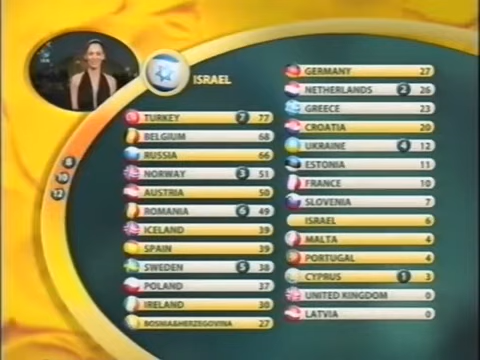 ISRAEL
8
10
12
TURKEY 7 77
BELGIUM 68
RUSSIA 66
NORWAY 3 51
AUSTRIA 50
ROMANIA 6 49
ICELAND 39
SPAIN 39
SWEDEN 5 38
POLAND 37
IRELAND 30
BOSNIA&HERZEGOVINA 27
GERMANY 27
NETHERLANDS 2 26
GREECE 23
CROATIA 20
UKRAINE 4 12
ESTONIA 11
FRANCE 10
SLOVENIA 7
ISRAEL 6
MALTA 4
PORTUGAL 4
CYPRUS 1 3
UNITED KINGDOM 0
LATVIA 0